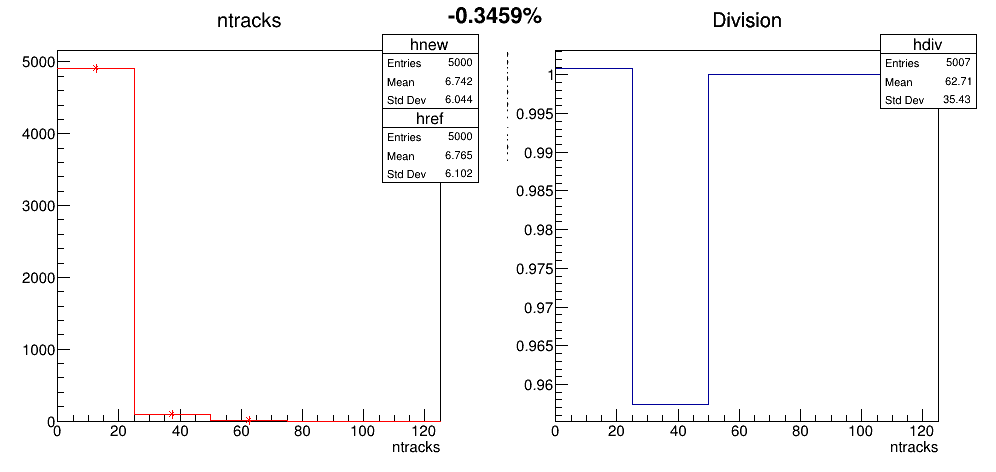 -0.3459%
ntracks
hnew
Entries 5000
Mean 6.742
Std Dev 6.044
href
Entries 5000
Mean 6.765
Std Dev 6.102
5000
4000
3000
2000
1000
0
0 20 40 60 80 100 120
ntracks
Division
hdiv
Entries 5007
Mean 62.71
Std Dev 35.43
1
0.995
0.99
0.985
0.98
0.975
0.97
0.965
0.96
0 20 40 60 80 100 120
ntracks